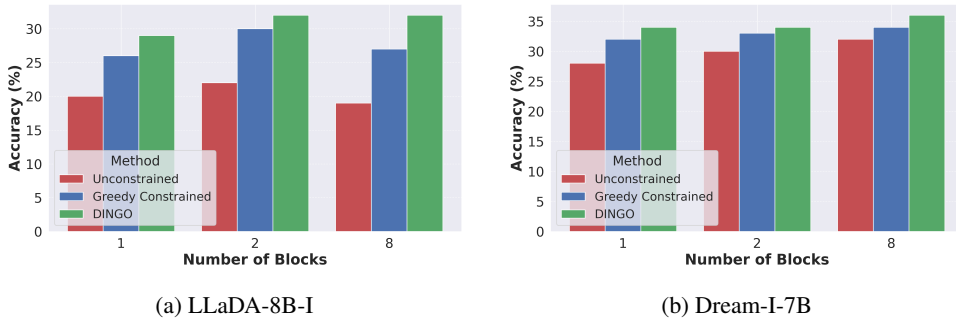 Accuracy (%)
30
25
20
15
10
5
0
Method
Unconstrained
Greedy Constrained
DINGO
1
2
8
Number of Blocks
(a) LLaDA-8B-I
Accuracy (%)
35
30
25
20
15
10
5
0
Method
Unconstrained
Greedy Constrained
DINGO
1
2
8
Number of Blocks
(b) Dream-I-7B